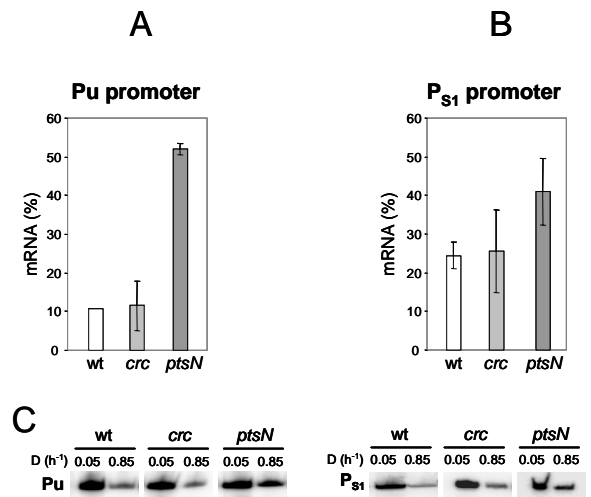 A
B
Pu promoter
P_S1 promoter
60
50
40
30
20
10
0
mRNA (%)
wt
crc
ptsN
60
50
40
30
20
10
0
mRNA (%)
wt
crc
ptsN
C
wt crc ptsN
D (h⁻¹) 0.05 0.85 0.05 0.85 0.05 0.85
Pu
wt crc ptsN
D (h⁻¹) 0.05 0.85 0.05 0.85 0.05 0.85
P_S1